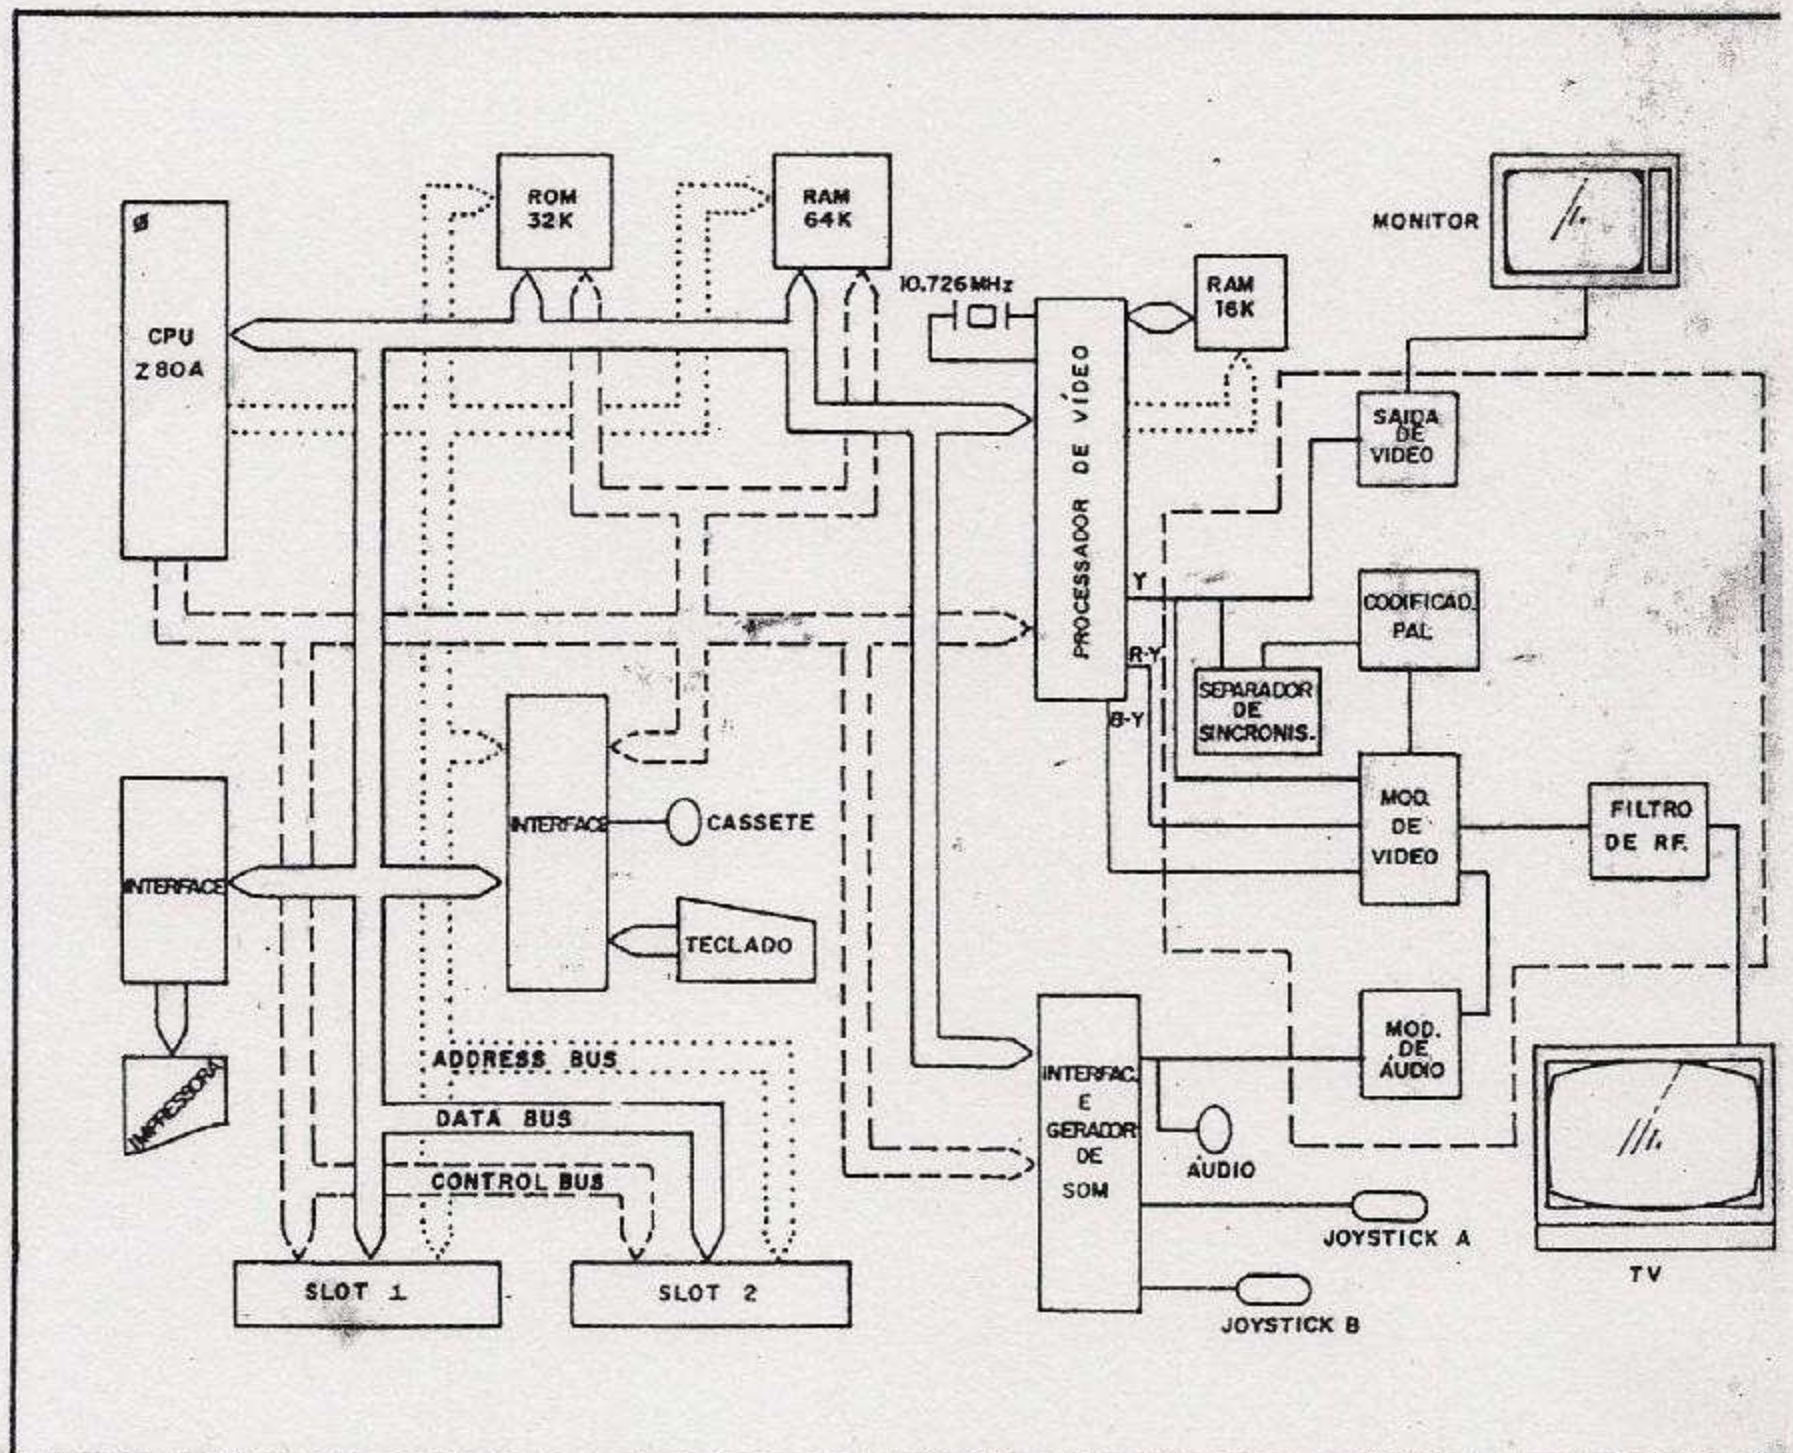 ROM
32K
RAM
64K
MONITOR
10.726MHz
RAM
16K
CPU
Z80A
PROCESSADOR DE VÍDEO
SAIDA
DE
VIDEO
Y
CODIFICAD.
PAL
R-Y
SEPARADOR
DE
SINCRONIS.
B-Y
INTERFACE
CASSETE
MOD.
DE
VIDEO
FILTRO
DE RF.
INTERFACE
TECLADO
IMPRESSORA
ADDRESS BUS
DATA BUS
CONTROL BUS
INTERFAC.
E
GERADOR
DE
SOM
MOD.
DE
ÁUDIO
ÁUDIO
JOYSTICK A
TV
SLOT 1
SLOT 2
JOYSTICK B